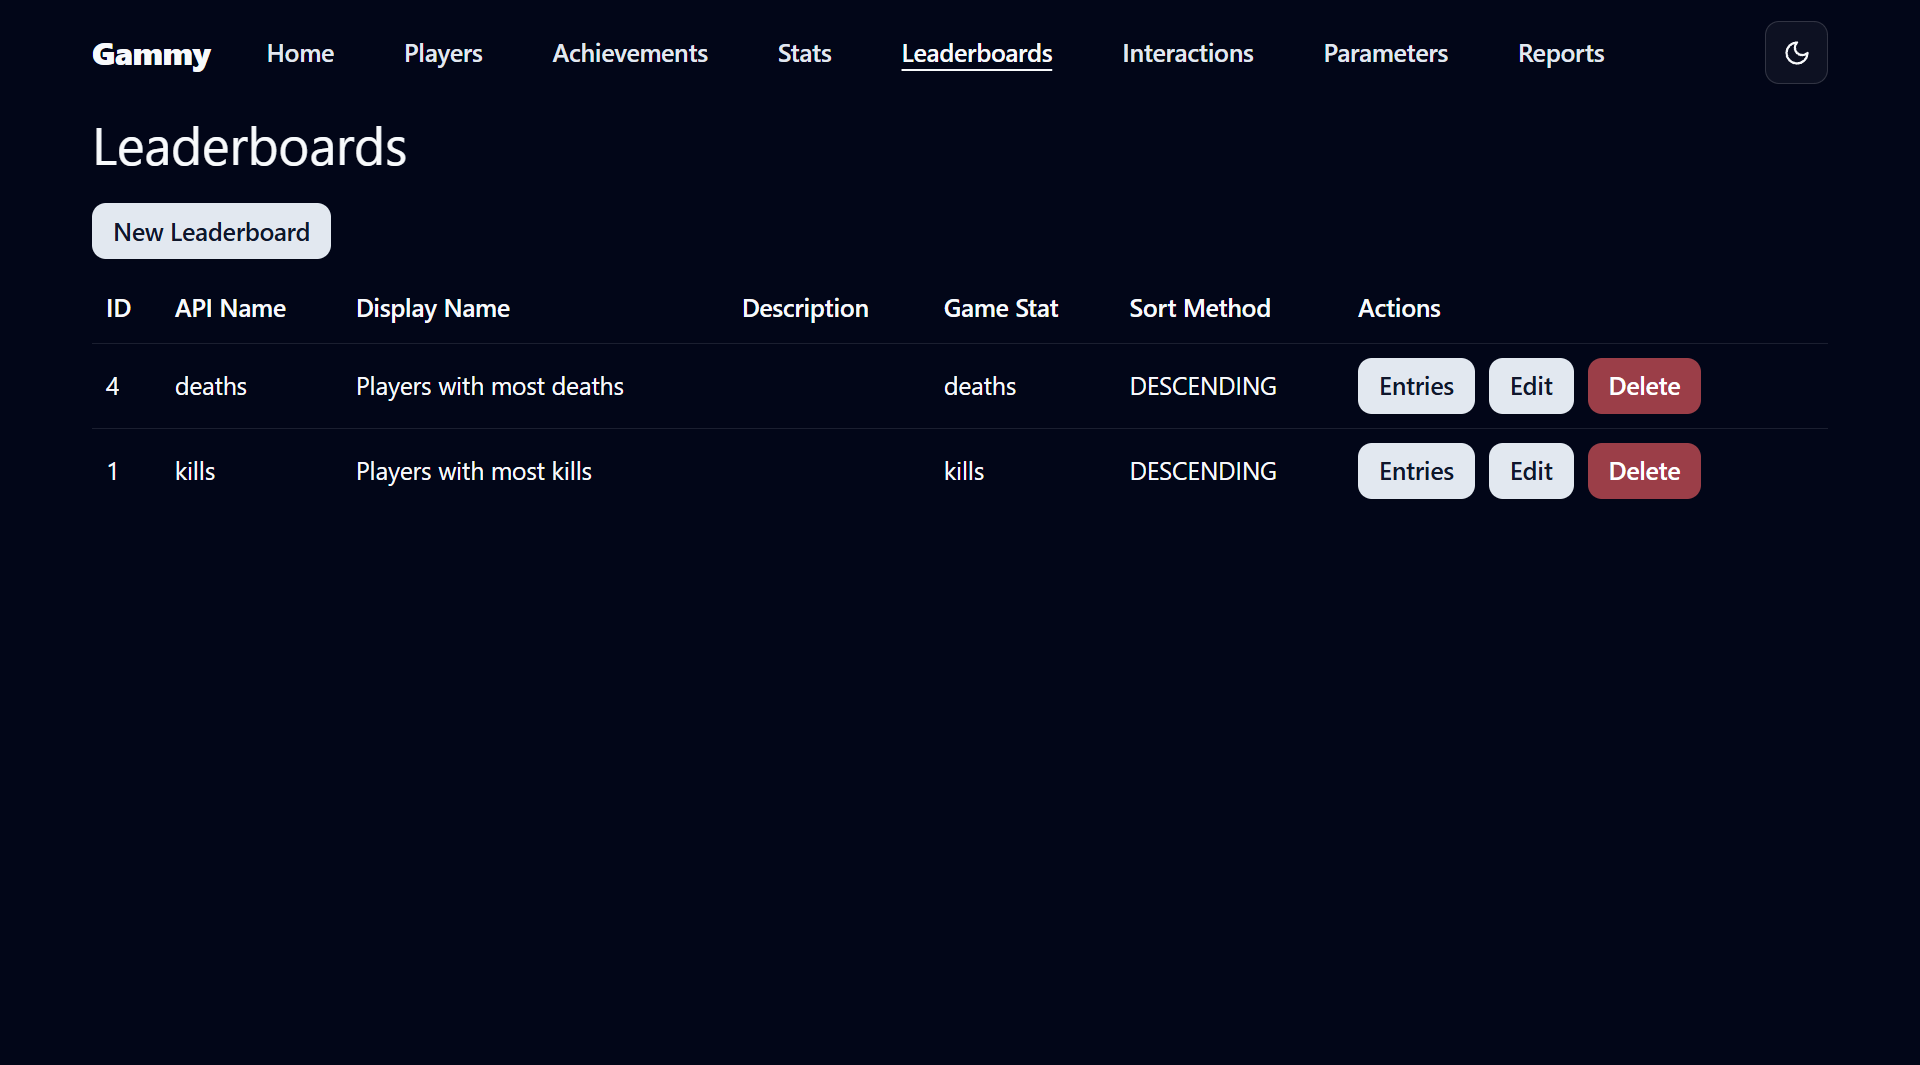 Gammy Home Players Achievements Stats Leaderboards Interactions Parameters Reports
Leaderboards
New Leaderboard
ID API Name Display Name Description Game Stat Sort Method Actions
4 deaths Players with most deaths deaths DESCENDING Entries Edit Delete
1 kills Players with most kills kills DESCENDING Entries Edit Delete